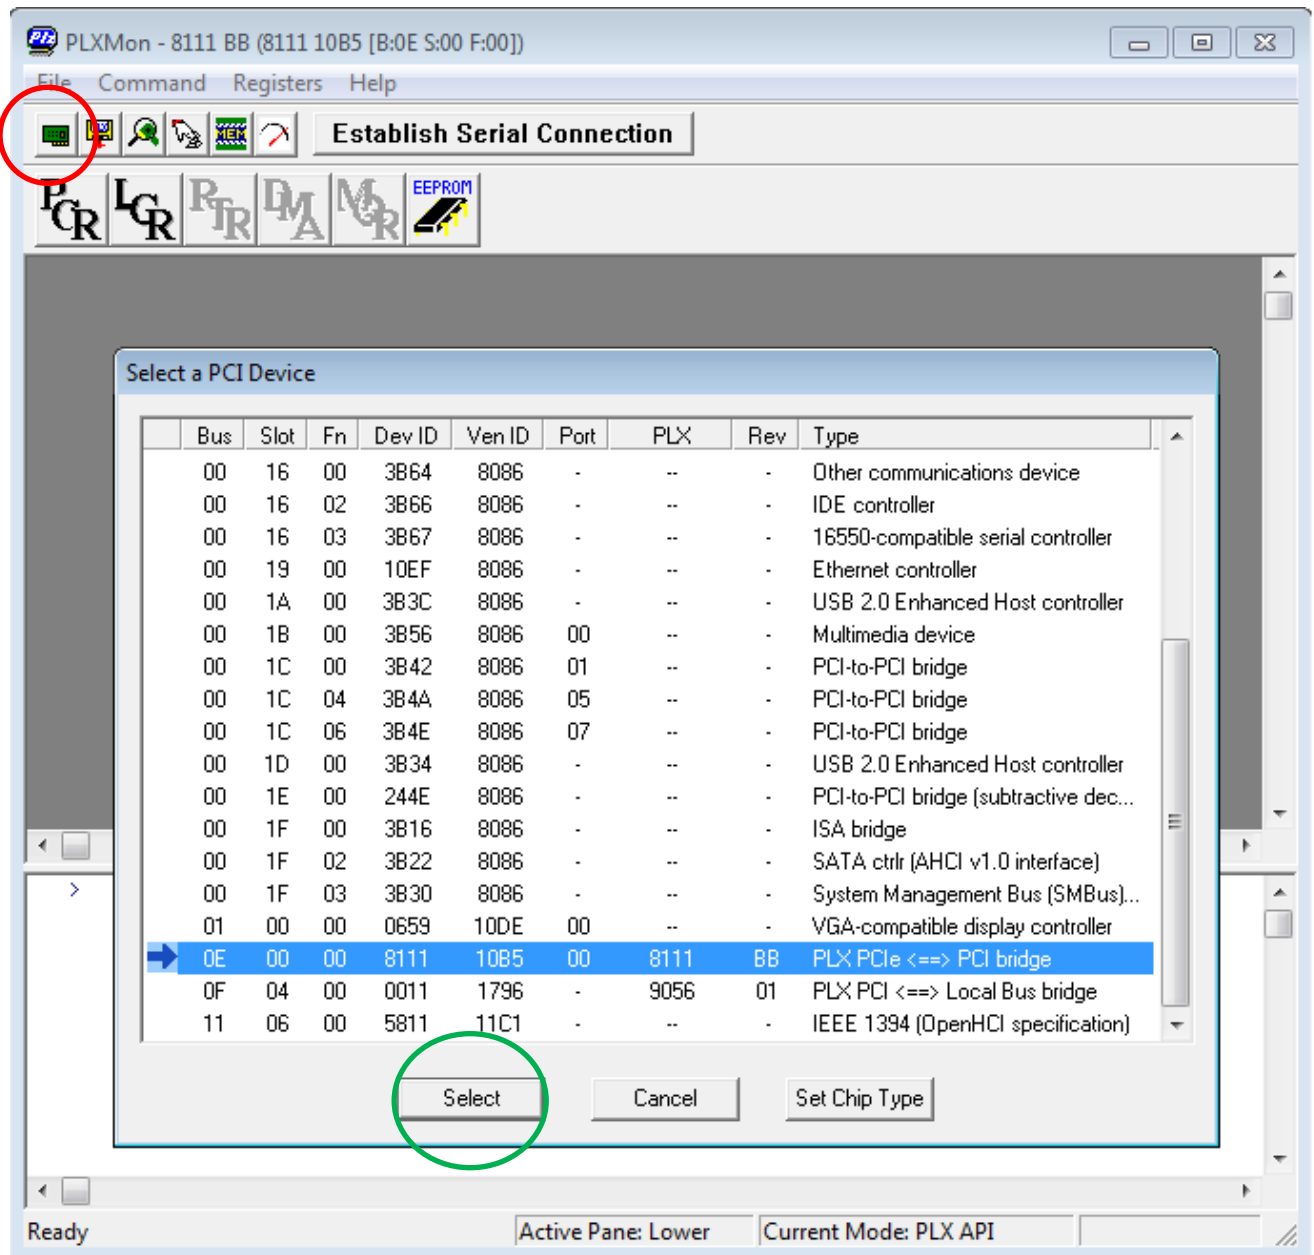 PLX PLXMon - 8111 BB (8111 10B5 [B:0E S:00 F:00])
File Command Registers Help
MEM Establish Serial Connection
PCR LCR RTR DMA MQR EEPROM
Select a PCI Device
Bus Slot Fn Dev ID Ven ID Port PLX Rev Type
00 16 00 3B64 8086 - -- - Other communications device
00 16 02 3B66 8086 - -- - IDE controller
00 16 03 3B67 8086 - -- - 16550-compatible serial controller
00 19 00 10EF 8086 - -- - Ethernet controller
00 1A 00 3B3C 8086 - -- - USB 2.0 Enhanced Host controller
00 1B 00 3B56 8086 00 -- - Multimedia device
00 1C 00 3B42 8086 01 -- - PCI-to-PCI bridge
00 1C 04 3B4A 8086 05 -- - PCI-to-PCI bridge
00 1C 06 3B4E 8086 07 -- - PCI-to-PCI bridge
00 1D 00 3B34 8086 - -- - USB 2.0 Enhanced Host controller
00 1E 00 244E 8086 - -- - PCI-to-PCI bridge (subtractive dec...
00 1F 00 3B16 8086 - -- - ISA bridge
00 1F 02 3B22 8086 - -- - SATA ctrlr (AHCI v1.0 interface)
00 1F 03 3B30 8086 - -- - System Management Bus (SMBus)...
01 00 00 0659 10DE 00 -- - VGA-compatible display controller
0E 00 00 8111 10B5 00 8111 BB PLX PCIe <==> PCI bridge
0F 04 00 0011 1796 - 9056 01 PLX PCI <==> Local Bus bridge
11 06 00 5811 11C1 - -- - IEEE 1394 (OpenHCI specification)
Select Cancel Set Chip Type
>
Ready Active Pane: Lower Current Mode: PLX API